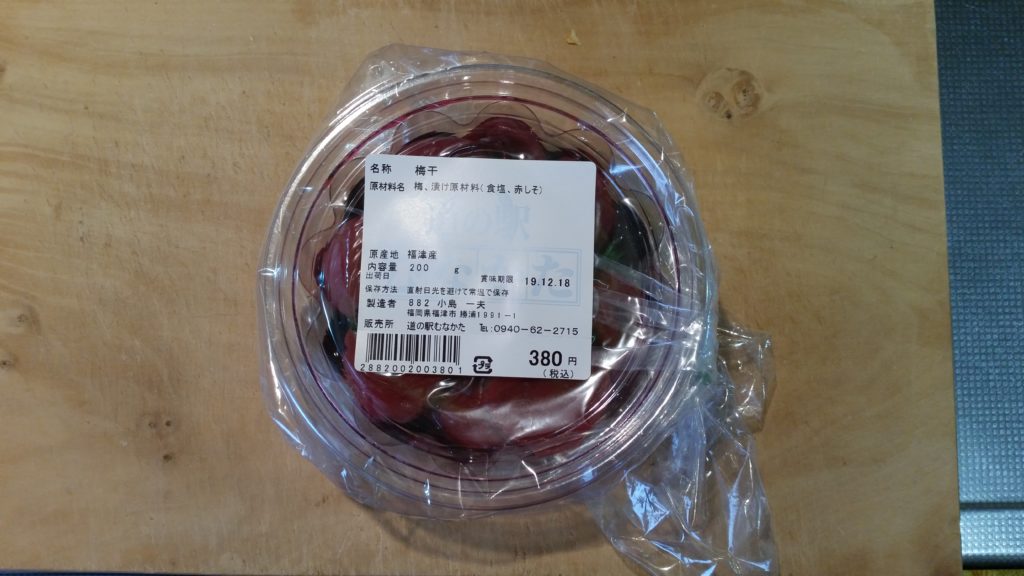 名称 梅干
原材料名 梅、漬け原材料(食塩、赤しそ)
原産地 福津産
内容量 200 g
出荷日 賞味期限 19.12.18
保存方法 直射日光を避けて常温で保存
製造者 882 小島 一夫
福岡県福津市勝浦1991-1
販売所 道の駅むなかた TEL:0940-62-2715
380円
(税込)
2882002003801